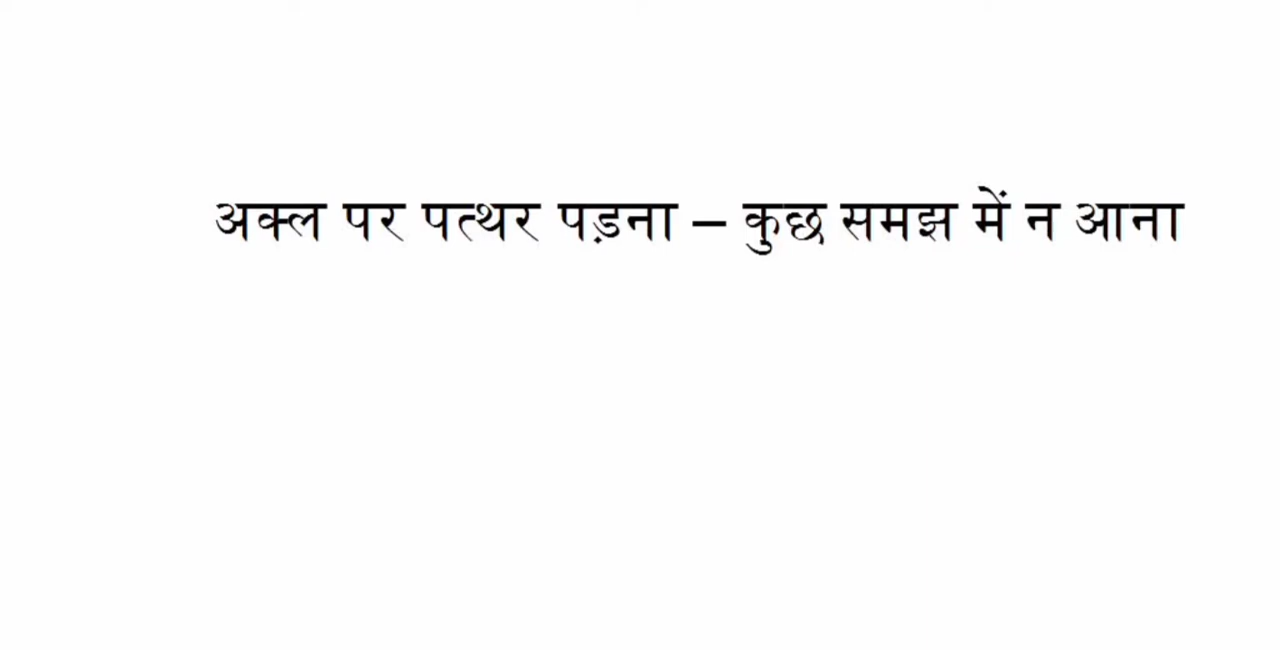 अक्ल पर पत्थर पड़ना – कुछ समझ में न आना